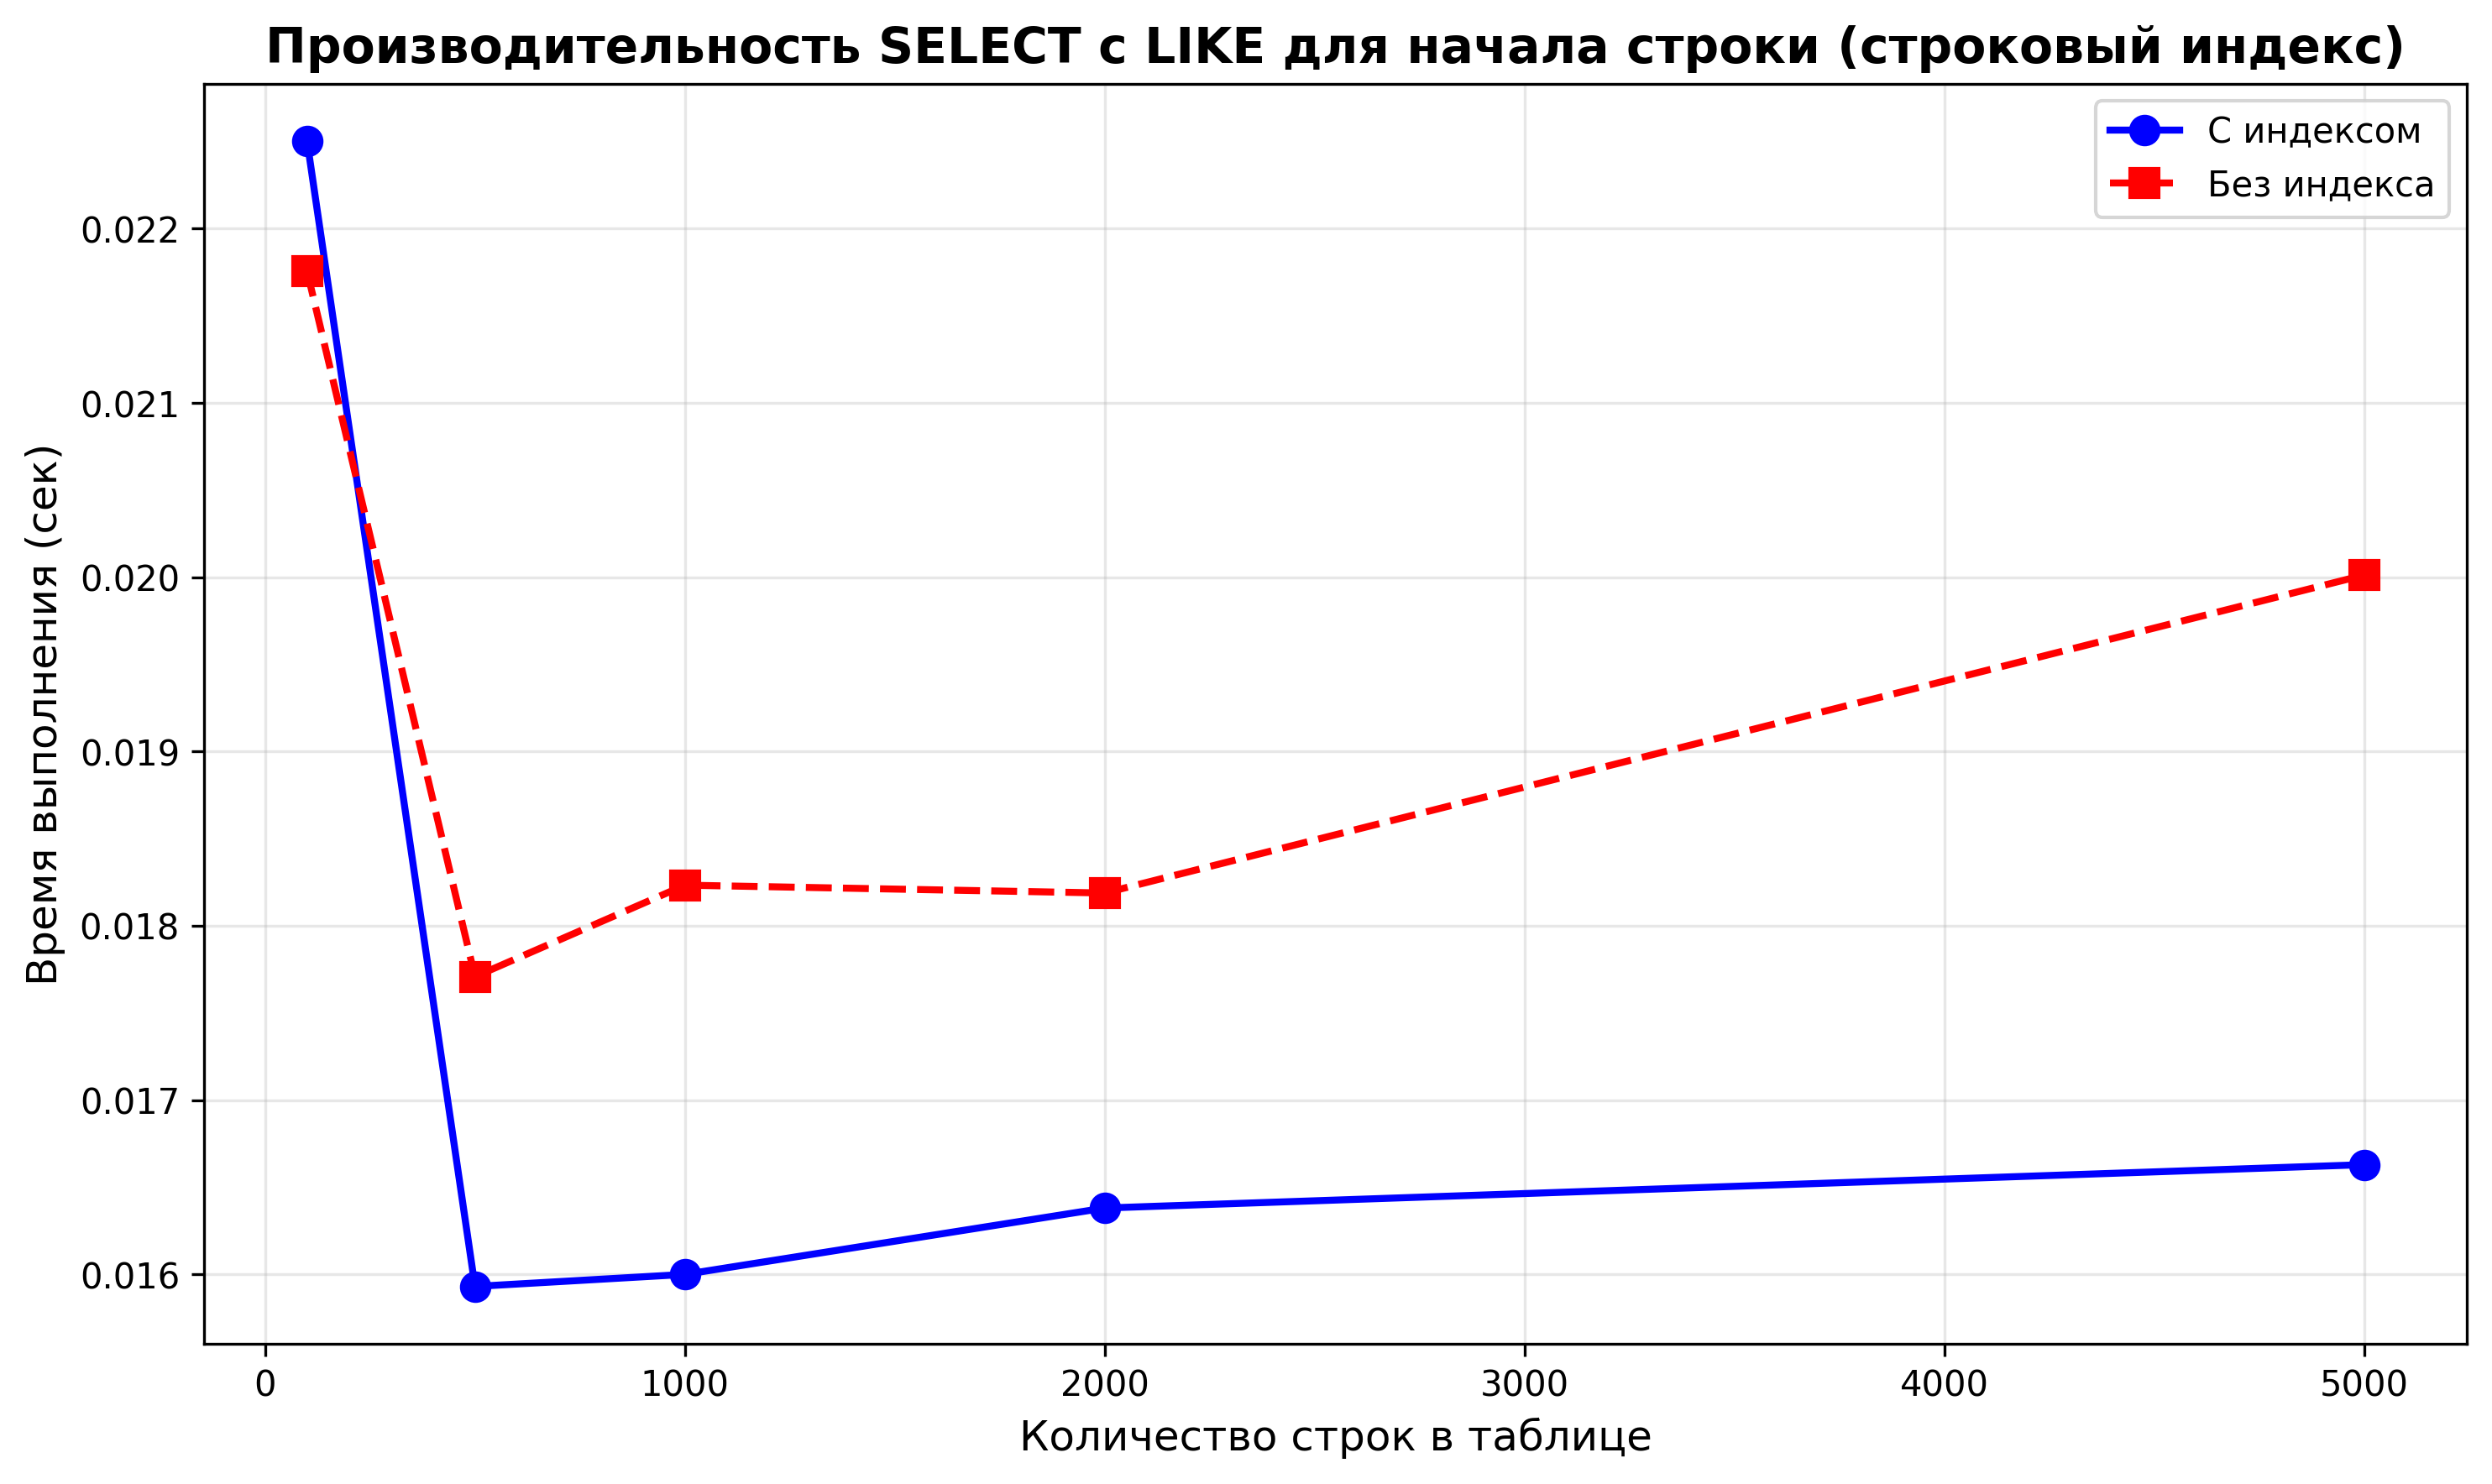 Производительность SELECT с LIKE для начала строки (строковый индекс)
С индексом
Без индекса
Время выполнения (сек)
0.022
0.021
0.020
0.019
0.018
0.017
0.016
0 1000 2000 3000 4000 5000
Количество строк в таблице